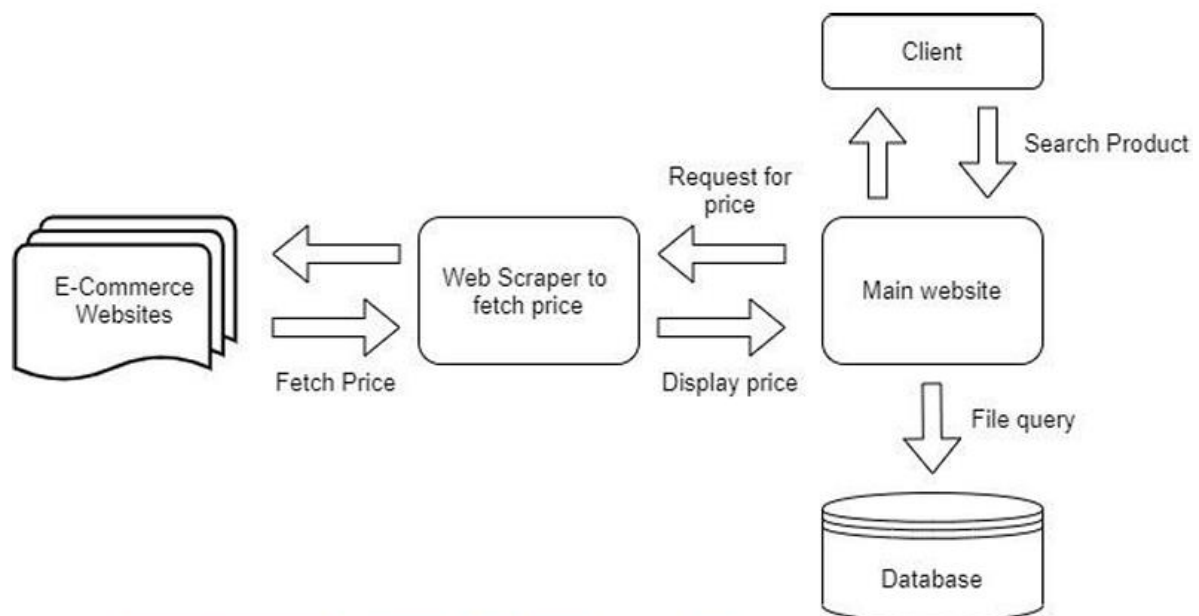 Client
Search Product
Request for
price
E-Commerce
Websites
Web Scraper to
fetch price
Main website
Fetch Price
Display price
File query
Database